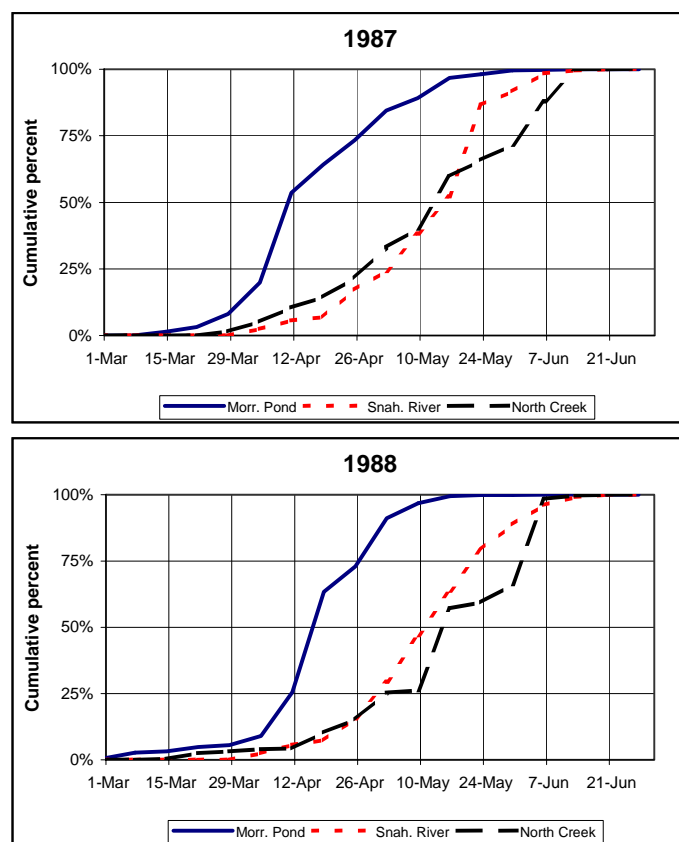 1987
Cumulative percent
100%
75%
50%
25%
0%
1-Mar 15-Mar 29-Mar 12-Apr 26-Apr 10-May 24-May 7-Jun 21-Jun
Morr. Pond Snah. River North Creek
1988
Cumulative percent
100%
75%
50%
25%
0%
1-Mar 15-Mar 29-Mar 12-Apr 26-Apr 10-May 24-May 7-Jun 21-Jun
Morr. Pond Snah. River North Creek